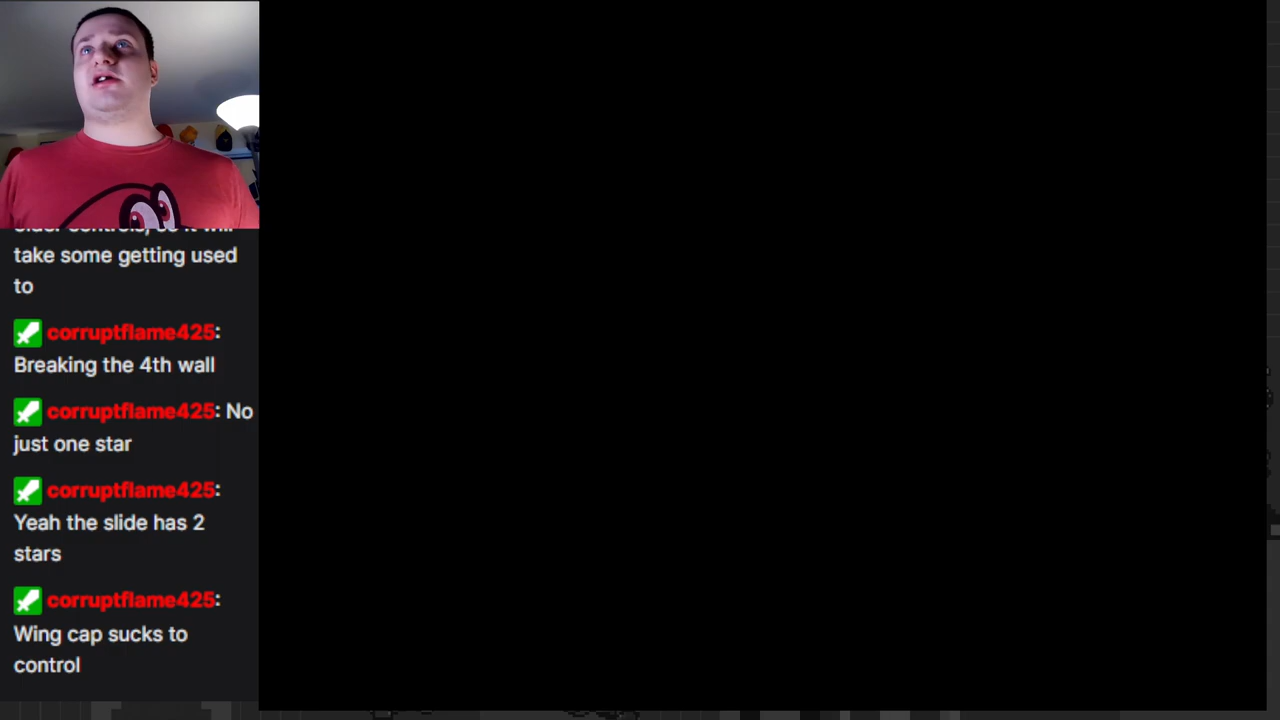 take some getting used
to
corruptflame425:
Breaking the 4th wall
corruptflame425: No
just one star
corruptflame425:
Yeah the slide has 2
stars
corruptflame425:
Wing cap sucks to
control